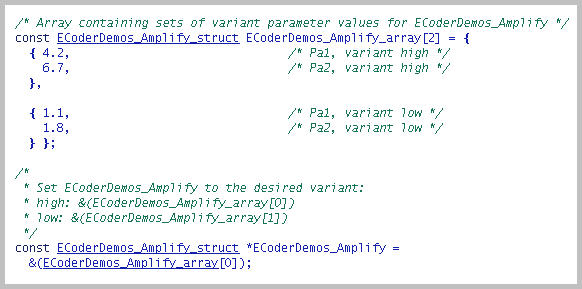 /* Array containing sets of variant parameter values for ECoderDemos_Amplify */
const ECoderDemos_Amplify_struct ECoderDemos_Amplify_array[2] = {
{ 4.2, /* Pa1, variant high */
6.7, /* Pa2, variant high */
},
{ 1.1, /* Pa1, variant low */
1.8, /* Pa2, variant low */
} };
/*
* Set ECoderDemos_Amplify to the desired variant:
* high: &(ECoderDemos_Amplify_array[0])
* low: &(ECoderDemos_Amplify_array[1])
*/
const ECoderDemos_Amplify_struct *ECoderDemos_Amplify =
&(ECoderDemos_Amplify_array[0]);